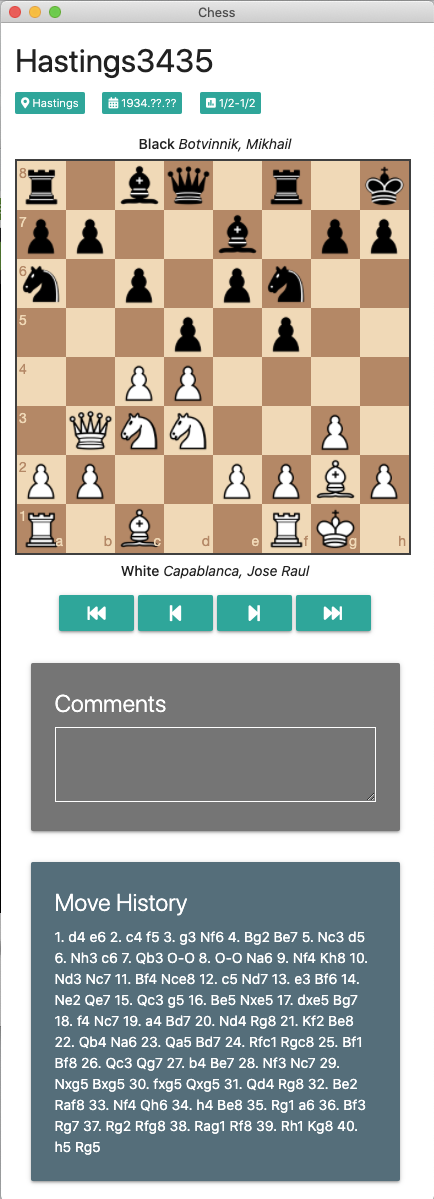 Chess
Hastings3435
Hastings 1934.??.?? 1/2-1/2
Black Botvinnik, Mikhail
8
7
6
5
4
3
2
1
a b c d e f g h
White Capablanca, Jose Raul
Comments
Move History
1. d4 e6 2. c4 f5 3. g3 Nf6 4. Bg2 Be7 5. Nc3 d5
6. Nh3 c6 7. Qb3 O-O 8. O-O Na6 9. Nf4 Kh8 10.
Nd3 Nc7 11. Bf4 Nce8 12. c5 Nd7 13. e3 Bf6 14.
Ne2 Qe7 15. Qc3 g5 16. Be5 Nxe5 17. dxe5 Bg7
18. f4 Nc7 19. a4 Bd7 20. Nd4 Rg8 21. Kf2 Be8
22. Qb4 Na6 23. Qa5 Bd7 24. Rfc1 Rgc8 25. Bf1
Bf8 26. Qc3 Qg7 27. b4 Be7 28. Nf3 Nc7 29.
Nxg5 Bxg5 30. fxg5 Qxg5 31. Qd4 Rg8 32. Be2
Raf8 33. Nf4 Qh6 34. h4 Be8 35. Rg1 a6 36. Bf3
Rg7 37. Rg2 Rfg8 38. Rag1 Rf8 39. Rh1 Kg8 40.
h5 Rg5